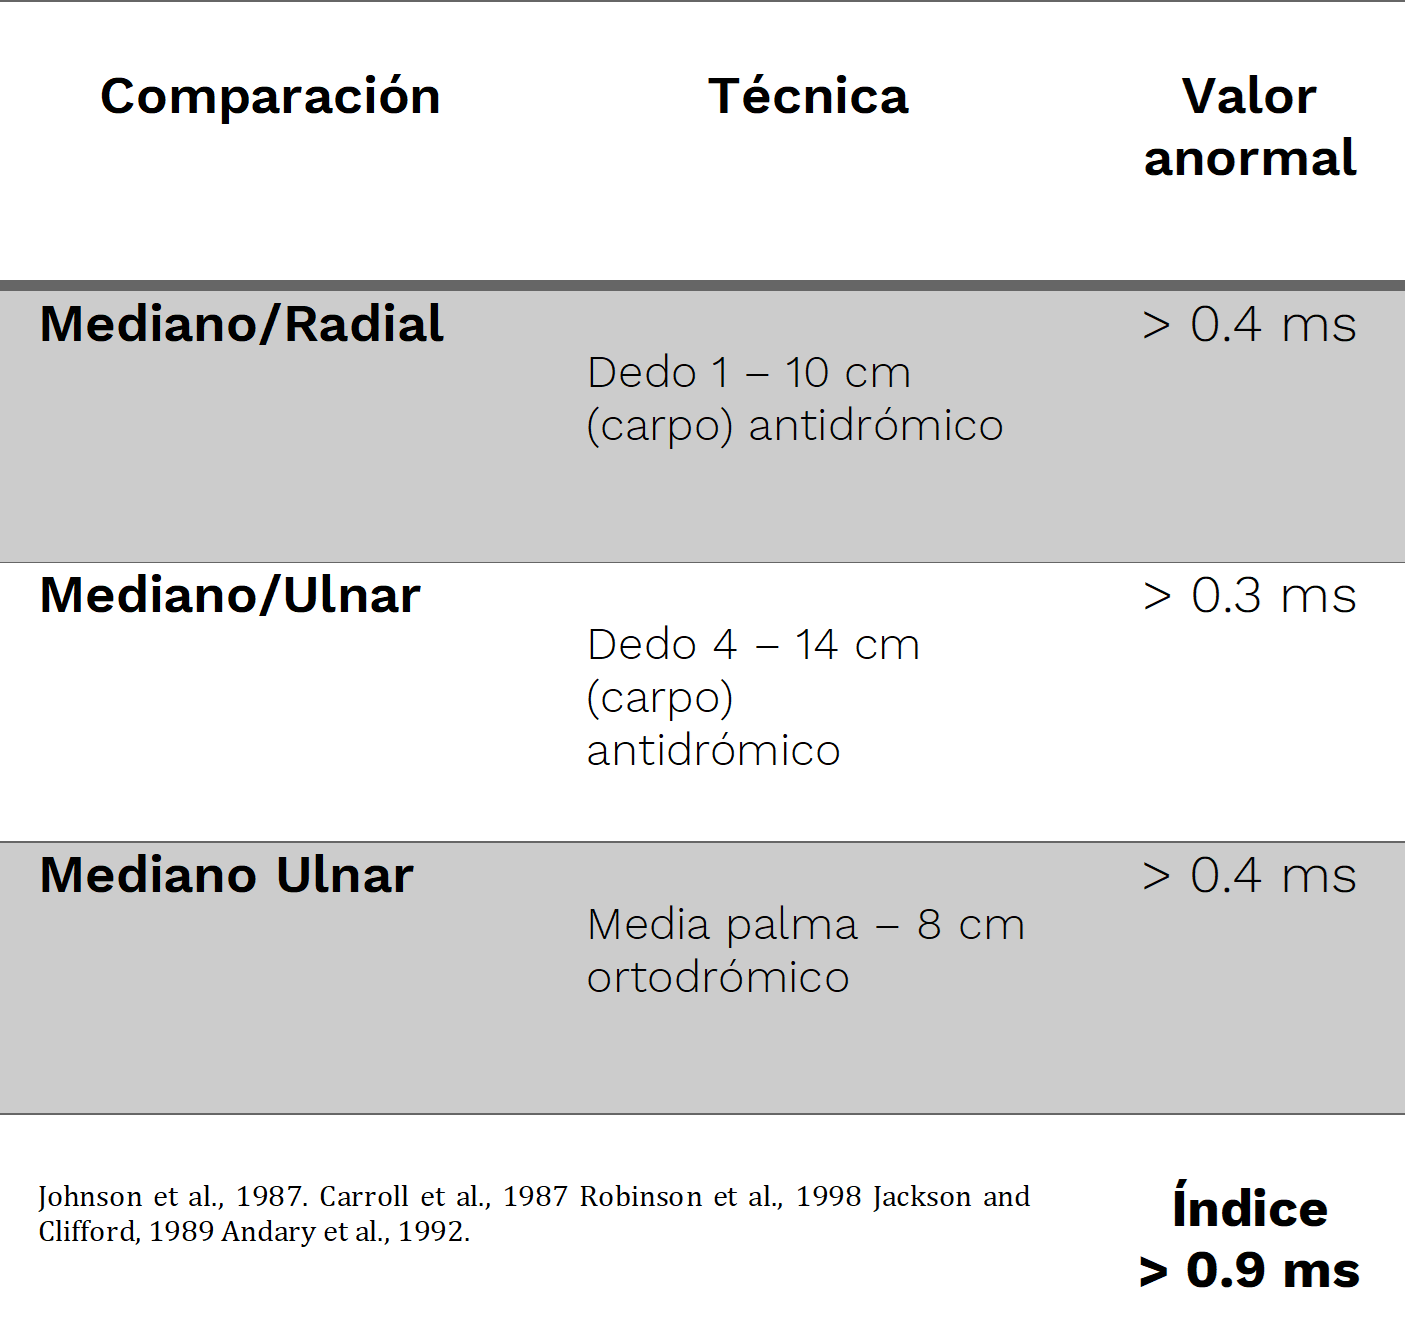 Comparación
Técnica
Valor
anormal
Mediano/Radial
Dedo 1 – 10 cm
(carpo) antidrómico
> 0.4 ms
Mediano/Ulnar
Dedo 4 – 14 cm
(carpo)
antidrómico
> 0.3 ms
Mediano Ulnar
Media palma – 8 cm
ortodrómico
> 0.4 ms
Johnson et al., 1987. Carroll et al., 1987 Robinson et al., 1998 Jackson and
Clifford, 1989 Andary et al., 1992.
Índice
> 0.9 ms